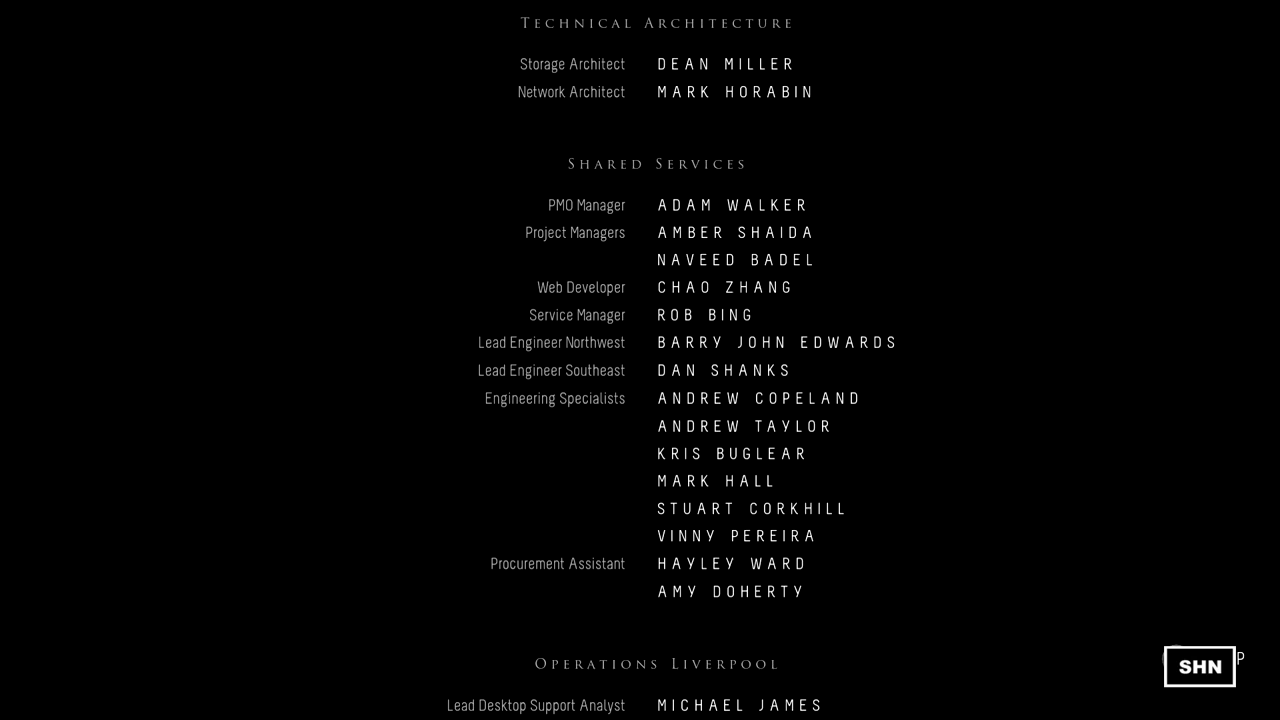 TECHNICAL ARCHITECTURE
Storage Architect DEAN MILLER
Network Architect MARK HORABIN
SHARED SERVICES
PMO Manager ADAM WALKER
Project Managers AMBER SHAIDA
NAVEED BADEL
Web Developer CHAO ZHANG
Service Manager ROB BING
Lead Engineer Northwest BARRY JOHN EDWARDS
Lead Engineer Southeast DAN SHANKS
Engineering Specialists ANDREW COPELAND
ANDREW TAYLOR
KRIS BUGLEAR
MARK HALL
STUART CORKHILL
VINNY PEREIRA
Procurement Assistant HAYLEY WARD
AMY DOHERTY
OPERATIONS LIVERPOOL
Lead Desktop Support Analyst MICHAEL JAMES
SHN